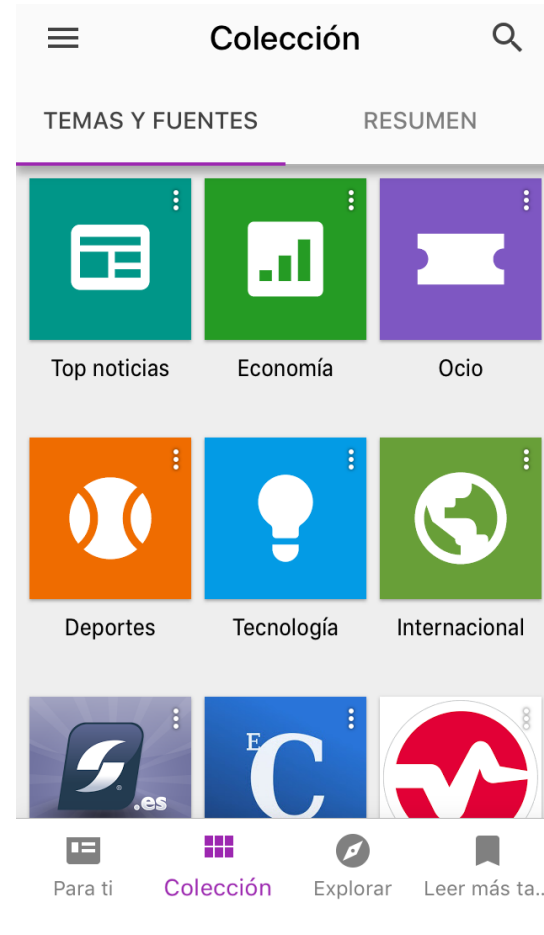 Colección
TEMAS Y FUENTES RESUMEN
Top noticias Economía Ocio
Deportes Tecnología Internacional
.es E C
Para ti Colección Explorar Leer más ta..